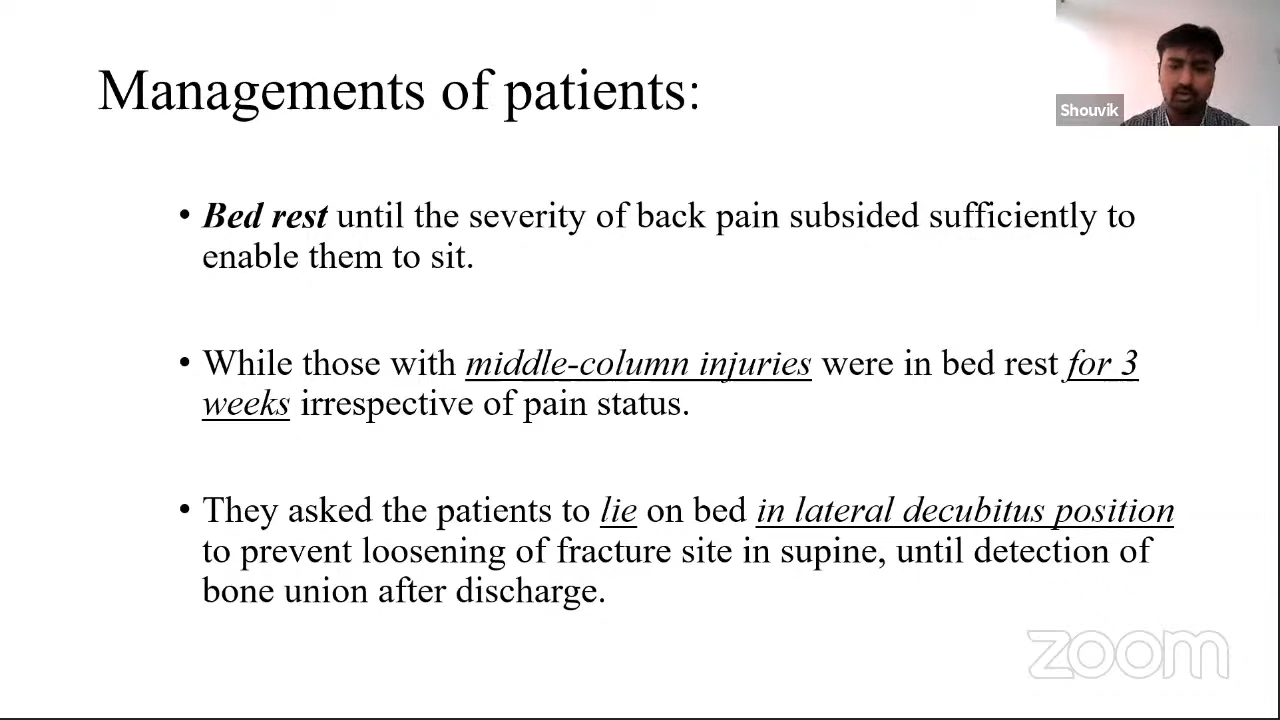 Managements of patients:
Shouvik
• Bed rest until the severity of back pain subsided sufficiently to
enable them to sit.
• While those with middle-column injuries were in bed rest for 3
weeks irrespective of pain status.
• They asked the patients to lie on bed in lateral decubitus position
to prevent loosening of fracture site in supine, until detection of
bone union after discharge.
zoom